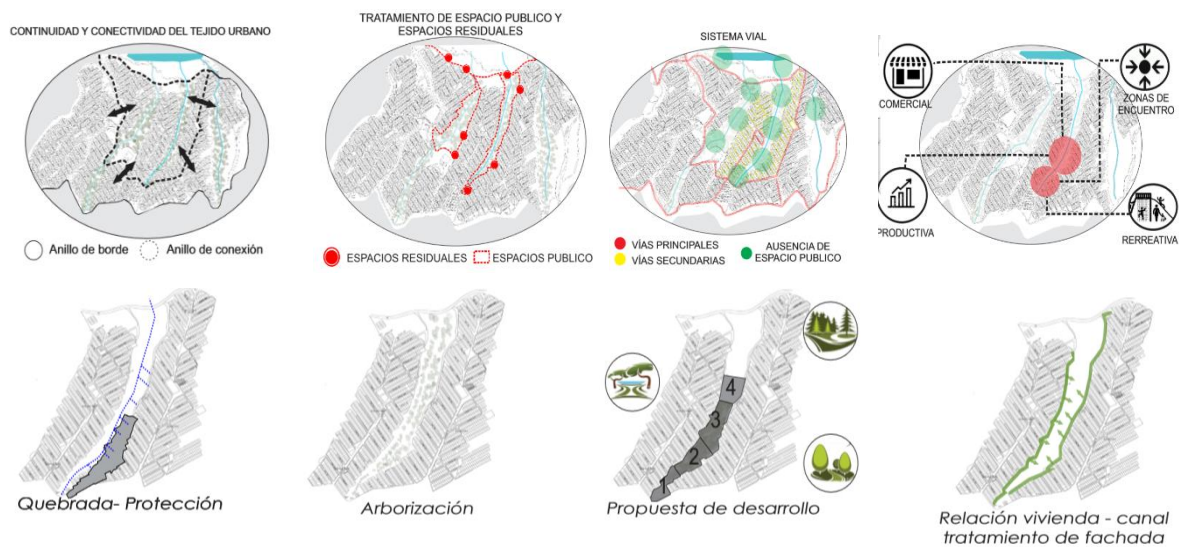 CONTINUIDAD Y CONECTIVIDAD DEL TEJIDO URBANO
Anillo de borde
Anillo de conexión
TRATAMIENTO DE ESPACIO PUBLICO Y
ESPACIOS RESIDUALES
ESPACIOS RESIDUALES
ESPACIOS PUBLICO
SISTEMA VIAL
VÍAS PRINCIPALES
VÍAS SECUNDARIAS
AUSENCIA DE
ESPACIO PUBLICO
COMERCIAL
ZONAS DE
ENCUENTRO
PRODUCTIVA
RERREATIVA
Quebrada- Protección
Arborización
4
3
2
1
Propuesta de desarrollo
Relación vivienda - canal
tratamiento de fachada